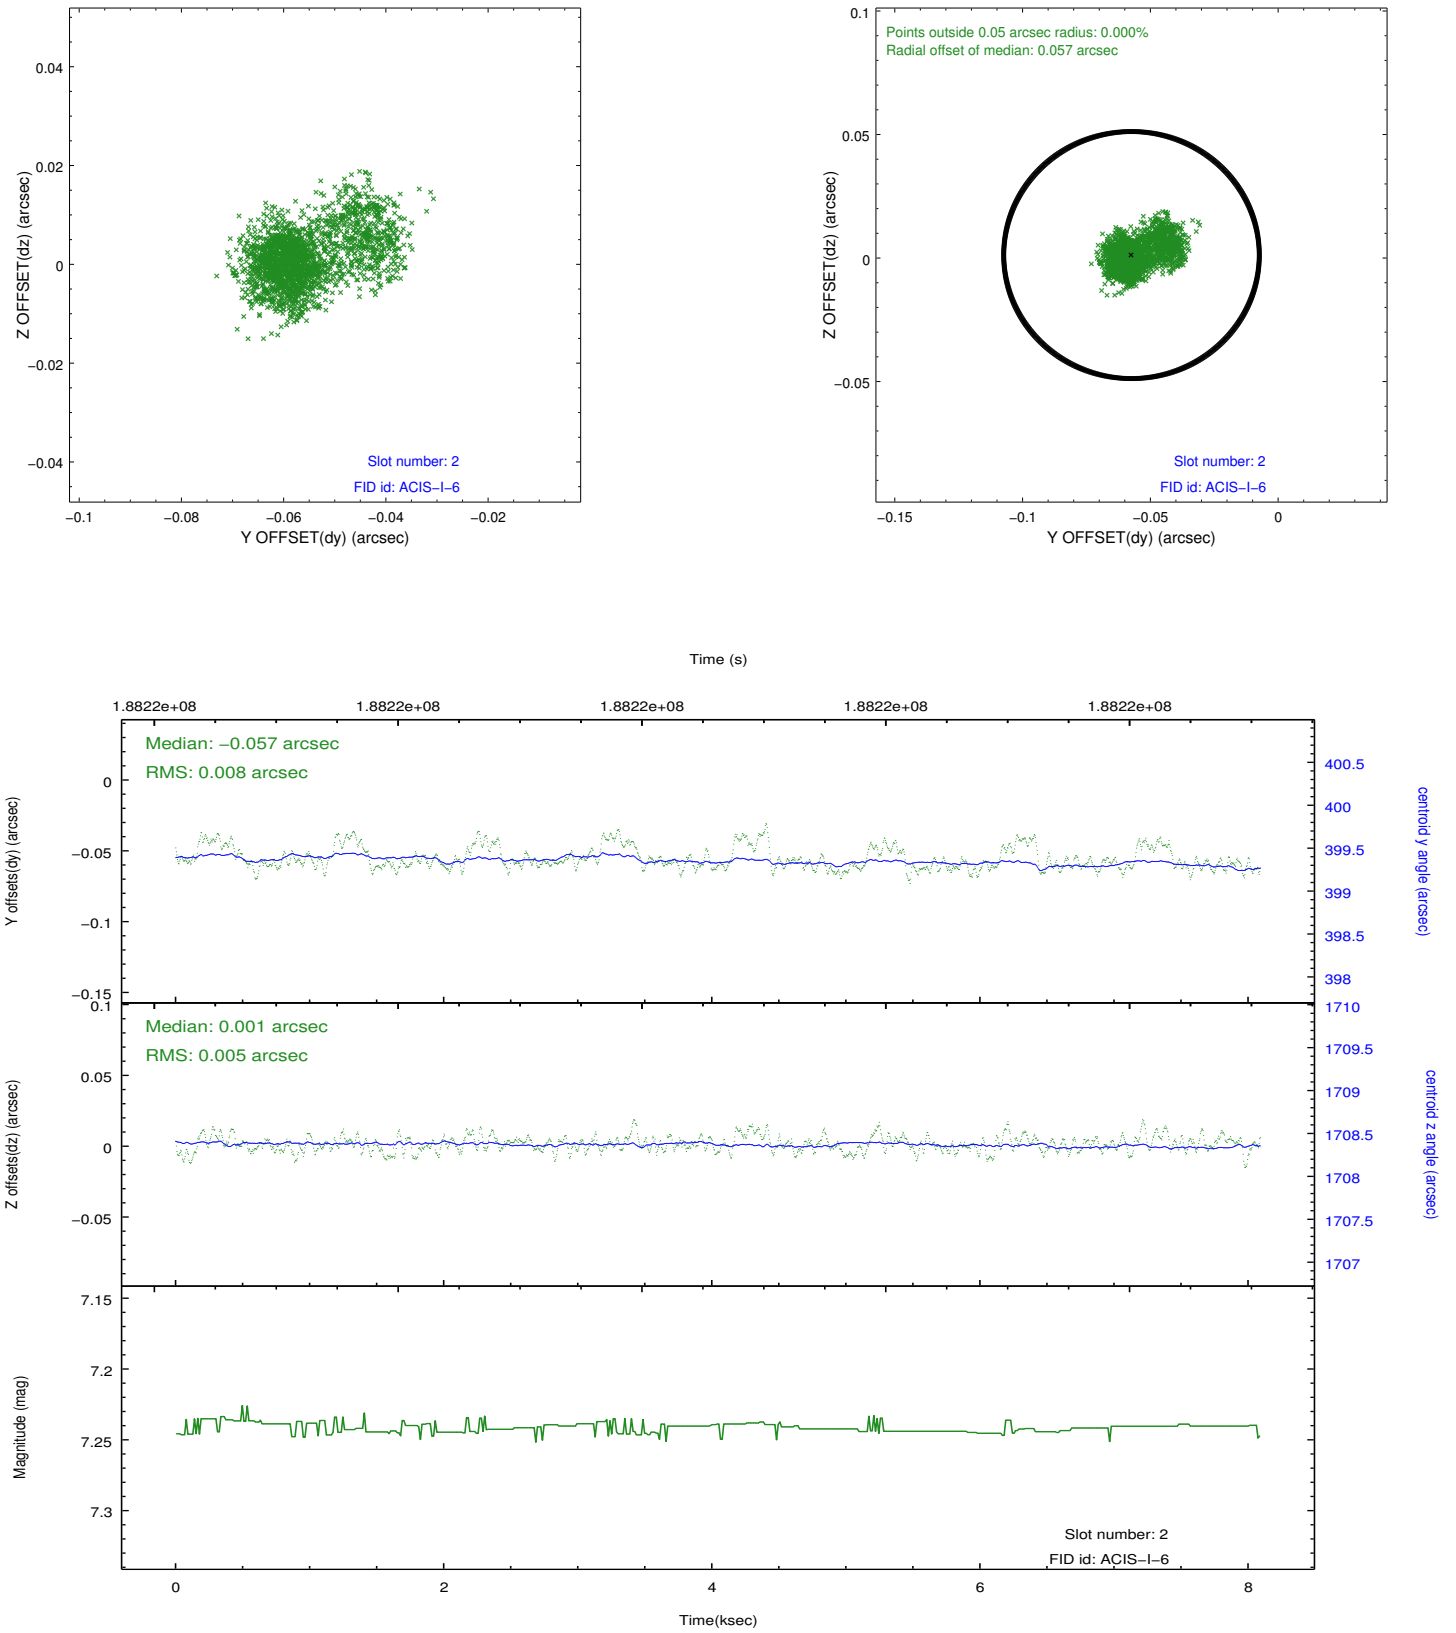 0.04
0.02
0
−0.02
−0.04
Z OFFSET(dz) (arcsec)
Slot number: 2
FID id: ACIS−I−6
−0.1
−0.08
−0.06
−0.04
−0.02
Y OFFSET(dy) (arcsec)
0.1
0.05
0
−0.05
Z OFFSET(dz) (arcsec)
Points outside 0.05 arcsec radius: 0.000%
Radial offset of median: 0.057 arcsec
Slot number: 2
FID id: ACIS−I−6
−0.15
−0.1
−0.05
0
Y OFFSET(dy) (arcsec)
Time (s)
1.8822e+08
1.8822e+08
1.8822e+08
1.8822e+08
1.8822e+08
Median: −0.057 arcsec
RMS: 0.008 arcsec
0
−0.05
−0.1
−0.15
Y offsets(dy) (arcsec)
400.5
400
399.5
399
398.5
398
centroid y angle (arcsec)
Median: 0.001 arcsec
RMS: 0.005 arcsec
0.1
0.05
0
−0.05
Z offsets(dz) (arcsec)
1710
1709.5
1709
1708.5
1708
1707.5
1707
centroid z angle (arcsec)
7.15
7.2
7.25
7.3
Magnitude (mag)
Slot number: 2
FID id: ACIS−I−6
0
2
4
6
8
Time(ksec)